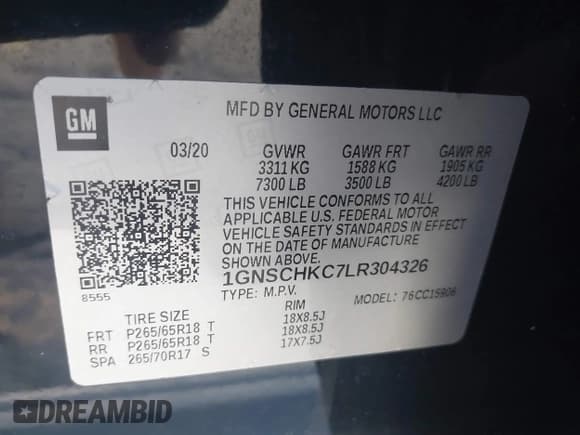 GM
MFD BY GENERAL MOTORS LLC
03/20 GVWR GAWR FRT GAWR RR
3311 KG 1588 KG 1905 KG
7300 LB 3500 LB 4200 LB
THIS VEHICLE CONFORMS TO ALL
APPLICABLE U.S. FEDERAL MOTOR
VEHICLE SAFETY STANDARDS IN EFFECT
ON THE DATE OF MANUFACTURE
SHOWN ABOVE.
8555 1GNSCHKC7LR304326
TYPE: M.P.V. MODEL: 76CC15906
TIRE SIZE RIM
FRT P265/65R18 T 18X8.5J
RR P265/65R18 T 18X8.5J
SPA 265/70R17 S 17X7.5J
DREAMBID